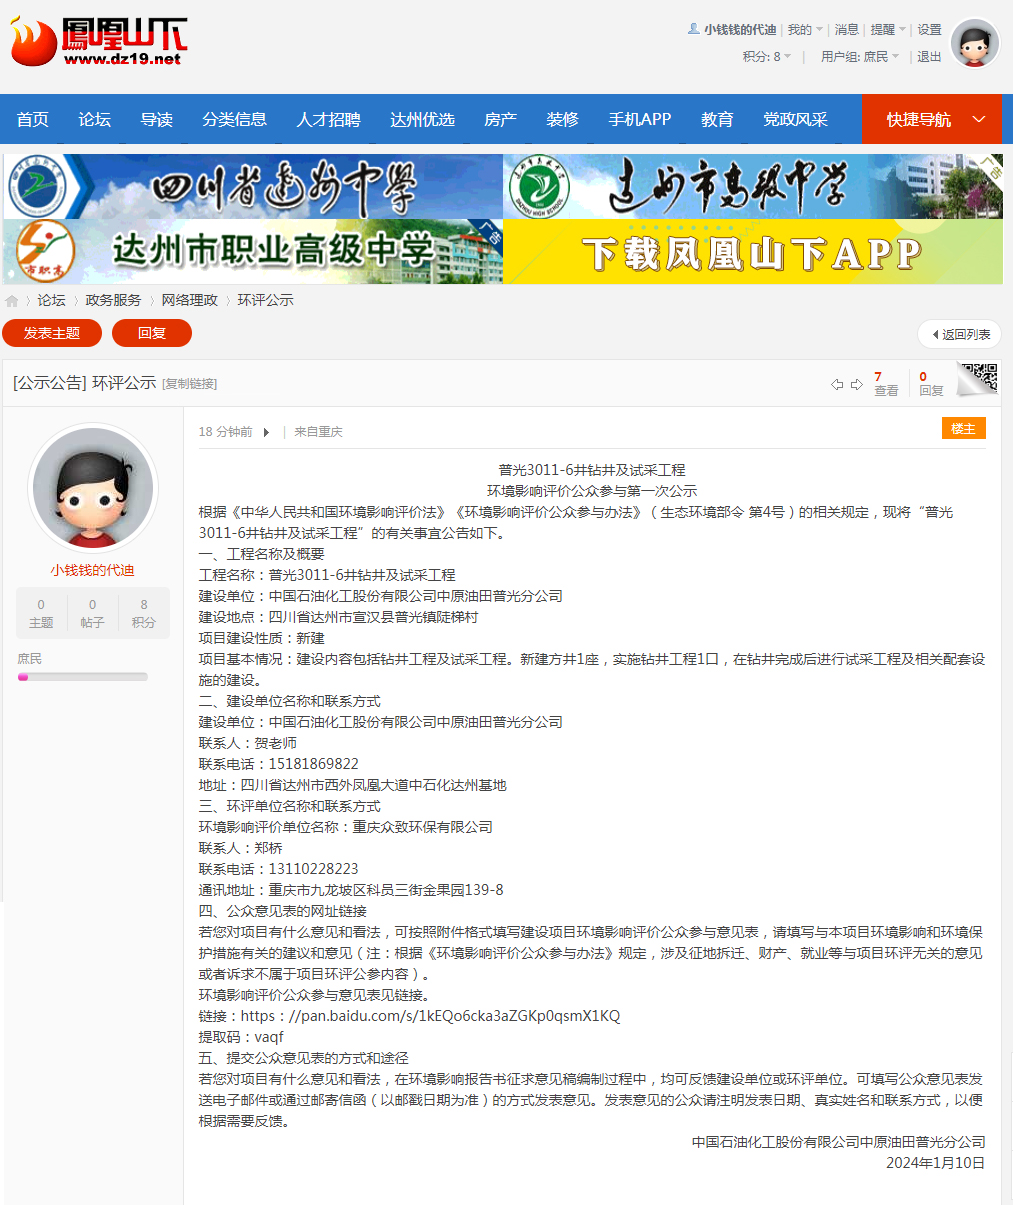 鳳凰山下
www.dz19.net
小钱钱的代迪 | 我的 | 消息 | 提醒 | 设置
积分: 8 | 用户组: 庶民 | 退出
首页 论坛 导读 分类信息 人才招聘 达州优选 房产 装修 手机APP 教育 党政风采 快捷导航
四川省达州中學 达州市高级中学 广告
DAZHOU HIGH SCHOOL
市职高 达州市职业高级中学 广告 下载凤凰山下APP
论坛 › 政务服务 › 网络理政 › 环评公示
发表主题 回复 返回列表
[公示公告] 环评公示 [复制链接] 7 查看 0 回复
18 分钟前 | 来自重庆 楼主
小钱钱的代迪
0 0 8
主题 帖子 积分
庶民
普光3011-6井钻井及试采工程
环境影响评价公众参与第一次公示
根据《中华人民共和国环境影响评价法》《环境影响评价公众参与办法》（生态环境部令 第4号）的相关规定，现将“普光
3011-6井钻井及试采工程”的有关事宜公告如下。
一、工程名称及概要
工程名称：普光3011-6井钻井及试采工程
建设单位：中国石油化工股份有限公司中原油田普光分公司
建设地点：四川省达州市宣汉县普光镇陡梯村
项目建设性质：新建
项目基本情况：建设内容包括钻井工程及试采工程。新建方井1座，实施钻井工程1口，在钻井完成后进行试采工程及相关配套设
施的建设。
二、建设单位名称和联系方式
建设单位：中国石油化工股份有限公司中原油田普光分公司
联系人：贺老师
联系电话：15181869822
地址：四川省达州市西外凤凰大道中石化达州基地
三、环评单位名称和联系方式
环境影响评价单位名称：重庆众致环保有限公司
联系人：郑桥
联系电话：13110228223
通讯地址：重庆市九龙坡区科员三街金果园139-8
四、公众意见表的网址链接
若您对项目有什么意见和看法，可按照附件格式填写建设项目环境影响评价公众参与意见表，请填写与本项目环境影响和环境保
护措施有关的建议和意见（注：根据《环境影响评价公众参与办法》规定，涉及征地拆迁、财产、就业等与项目环评无关的意见
或者诉求不属于项目环评公参内容）。
环境影响评价公众参与意见表见链接。
链接：https：//pan.baidu.com/s/1kEQo6cka3aZGKp0qsmX1KQ
提取码：vaqf
五、提交公众意见表的方式和途径
若您对项目有什么意见和看法，在环境影响报告书征求意见稿编制过程中，均可反馈建设单位或环评单位。可填写公众意见表发
送电子邮件或通过邮寄信函（以邮戳日期为准）的方式发表意见。发表意见的公众请注明发表日期、真实姓名和联系方式，以便
根据需要反馈。
中国石油化工股份有限公司中原油田普光分公司
2024年1月10日